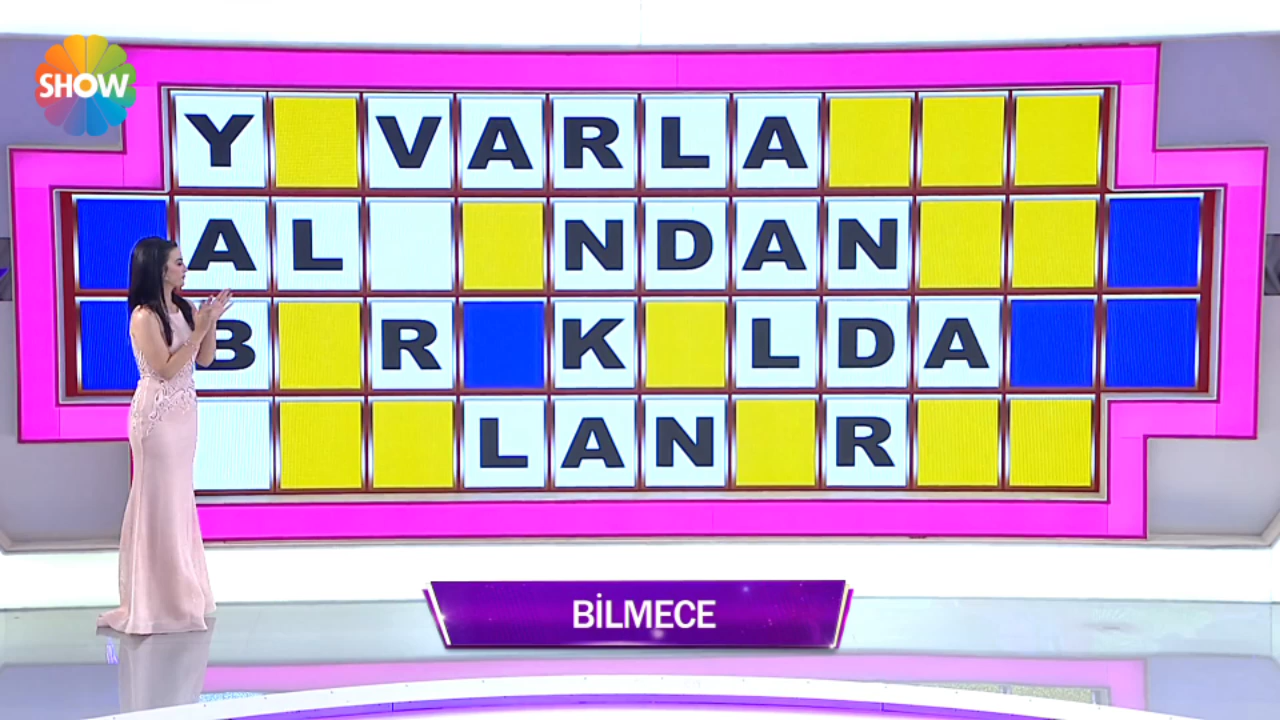 SHOW
Y VARLA
AL NDAN
B R K LDA
LAN R
BİLMECE